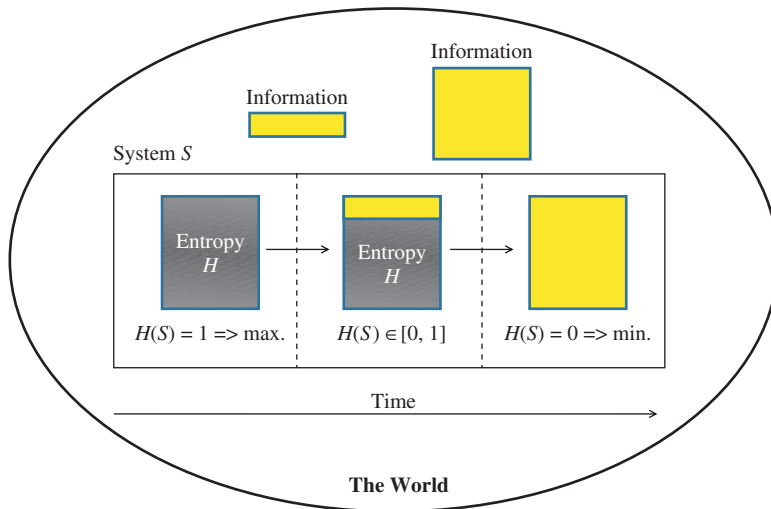 Information
Information
System S
Entropy
H
Entropy
H
H(S) = 1 => max.
H(S) ∈[0, 1]
H(S) = 0 => min.
Time
The World